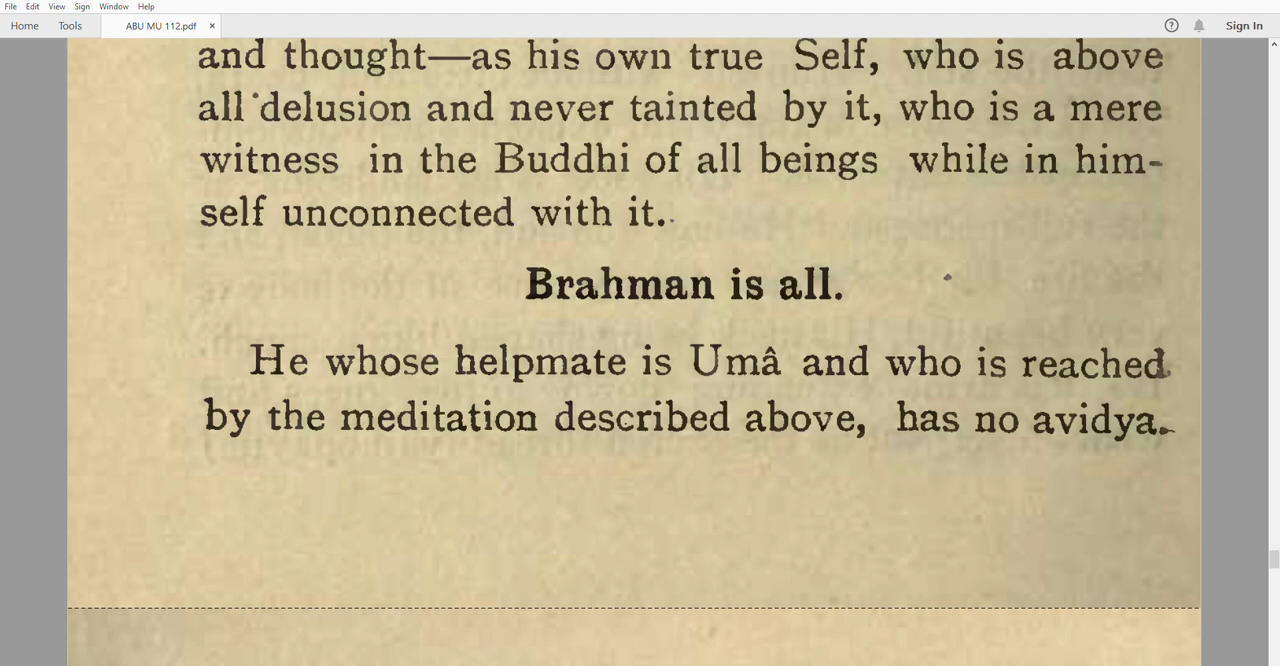 File Edit View Sign Window Help
Home Tools ABU MU 112.pdf × ? Sign In
and thought—as his own true Self, who is above
all delusion and never tainted by it, who is a mere
witness in the Buddhi of all beings while in him-
self unconnected with it.
Brahman is all.
He whose helpmate is Umâ and who is reached
by the meditation described above, has no avidya.